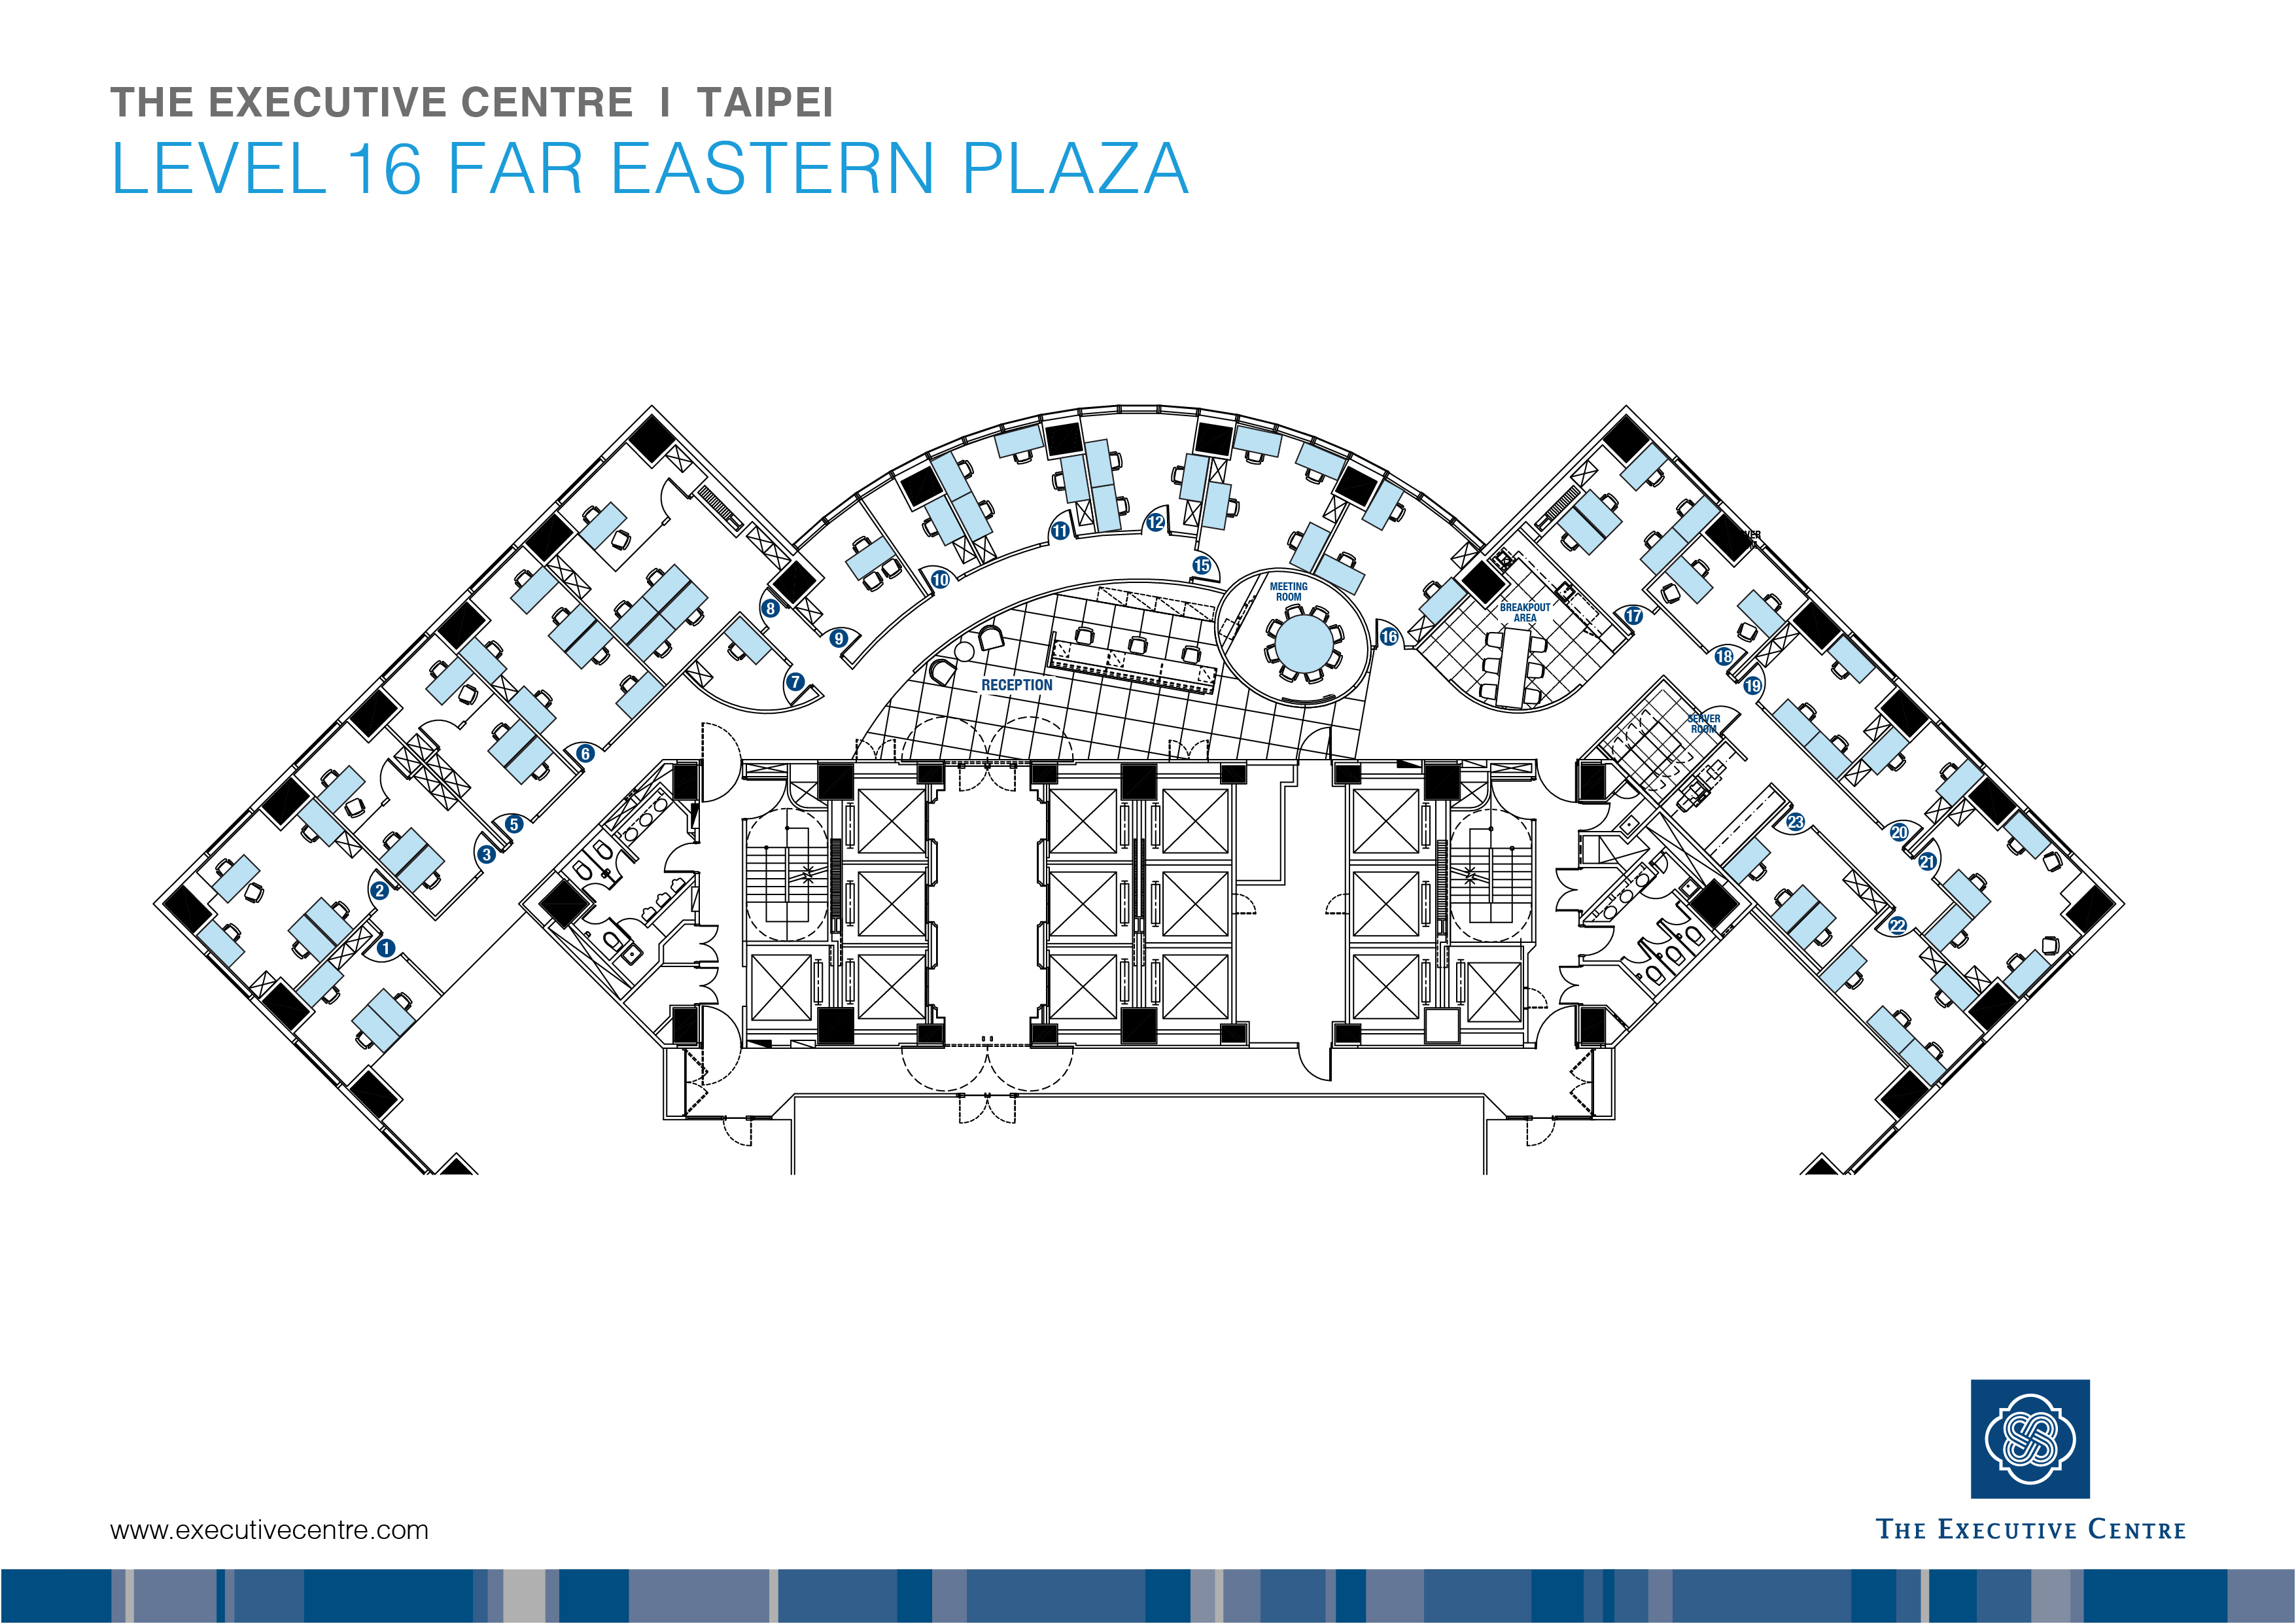 THE EXECUTIVE CENTRE I TAIPEI
LEVEL 16 FAR EASTERN PLAZA
11
12
15
10
8
9
7
6
5
3
2
1
MEETING
ROOM
RECEPTION
16
BREAKPOUT
AREA
17
18
19
SERVER
ROOM
23
20
21
22
www.executivecentre.com
THE EXECUTIVE CENTRE